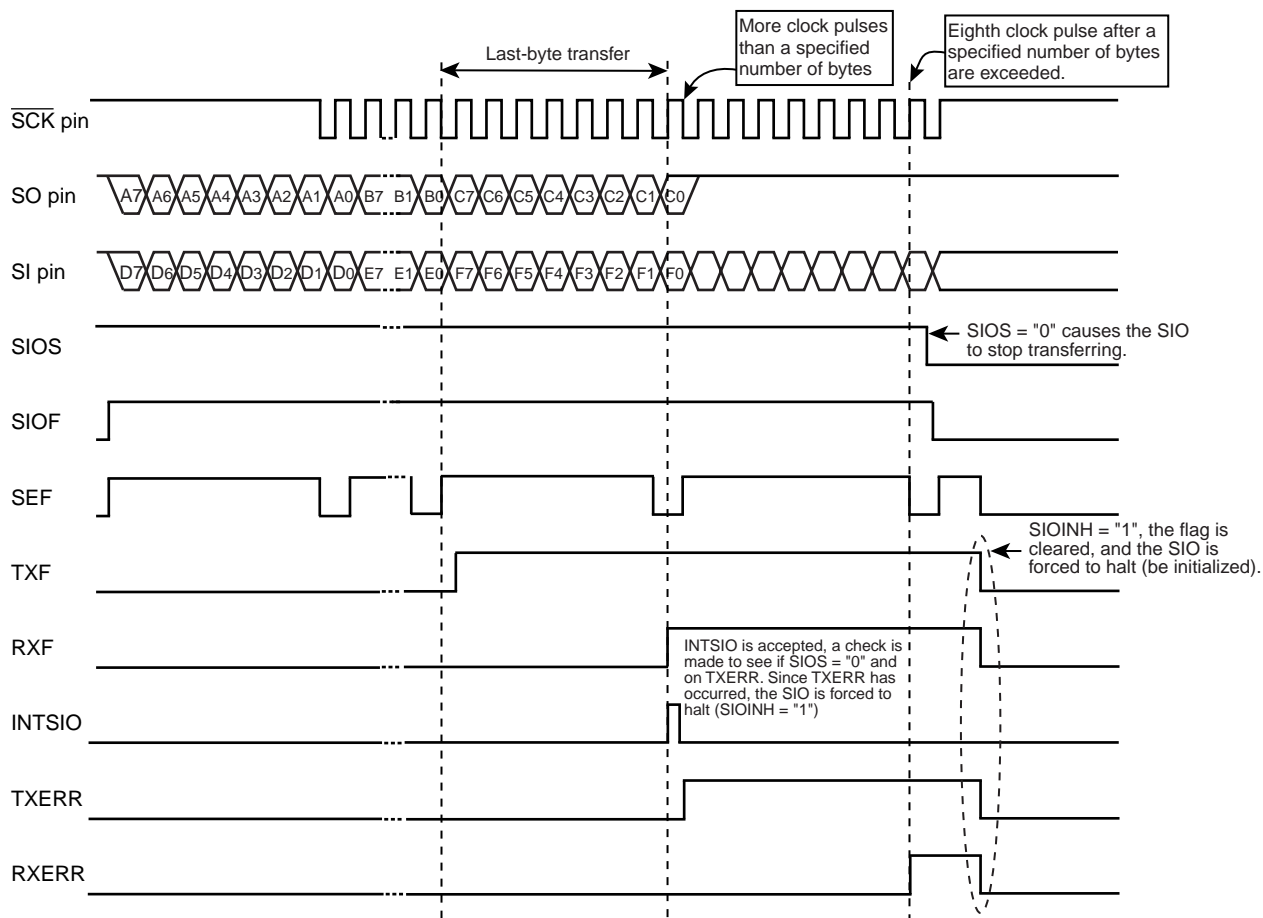 More clock pulses
than a specified
number of bytes
Eighth clock pulse after a
specified number of bytes
are exceeded.
Last-byte transfer
SCK pin
SO pin
A7 A6 A5 A4 A3 A2 A1 A0 B7 B1 B0 C7 C6 C5 C4 C3 C2 C1 C0
SI pin
D7 D6 D5 D4 D3 D2 D1 D0 E7 E1 E0 F7 F6 F5 F4 F3 F2 F1 F0
SIOS
SIOS = "0" causes the SIO
to stop transferring.
SIOF
SEF
SIOINH = "1", the flag is
cleared, and the SIO is
forced to halt (be initialized).
TXF
RXF
INTSIO is accepted, a check is
made to see if SIOS = "0" and
on TXERR. Since TXERR has
occurred, the SIO is forced to
halt (SIOINH = "1")
INTSIO
TXERR
RXERR